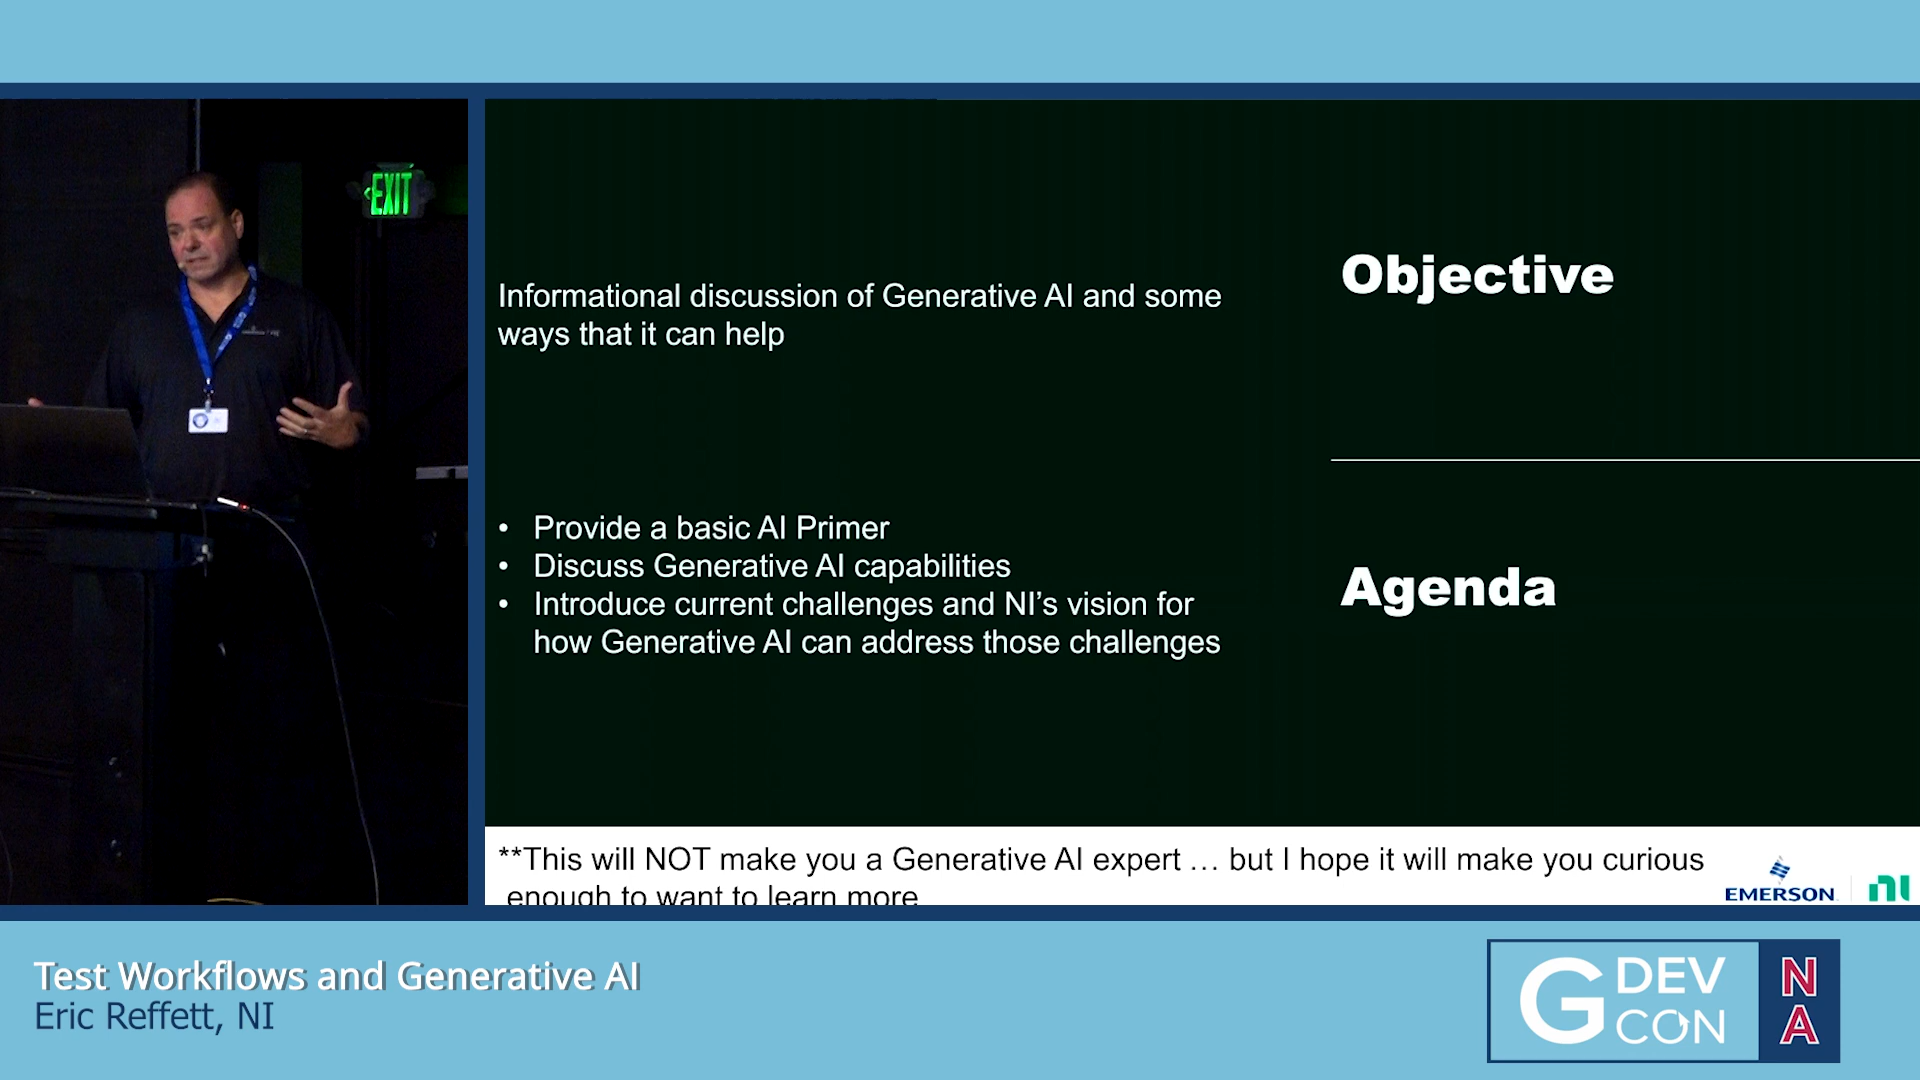 EXIT
Informational discussion of Generative AI and some
ways that it can help
Objective
• Provide a basic AI Primer
• Discuss Generative AI capabilities
• Introduce current challenges and NI’s vision for
how Generative AI can address those challenges
Agenda
**This will NOT make you a Generative AI expert … but I hope it will make you curious
enough to want to learn more
EMERSON
ni
Test Workflows and Generative AI
Eric Reffett, NI
G DEV CON
N
A